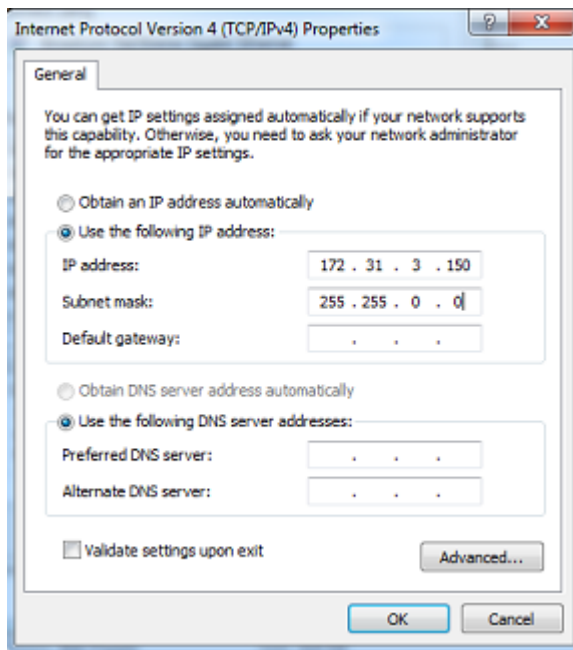 Internet Protocol Version 4 (TCP/IPv4) Properties
General
You can get IP settings assigned automatically if your network supports
this capability. Otherwise, you need to ask your network administrator
for the appropriate IP settings.
Obtain an IP address automatically
Use the following IP address:
IP address: 172 . 31 . 3 . 150
Subnet mask: 255 . 255 . 0 . 0
Default gateway: . . .
Obtain DNS server address automatically
Use the following DNS server addresses:
Preferred DNS server: . . .
Alternate DNS server: . . .
Validate settings upon exit
Advanced...
OK Cancel